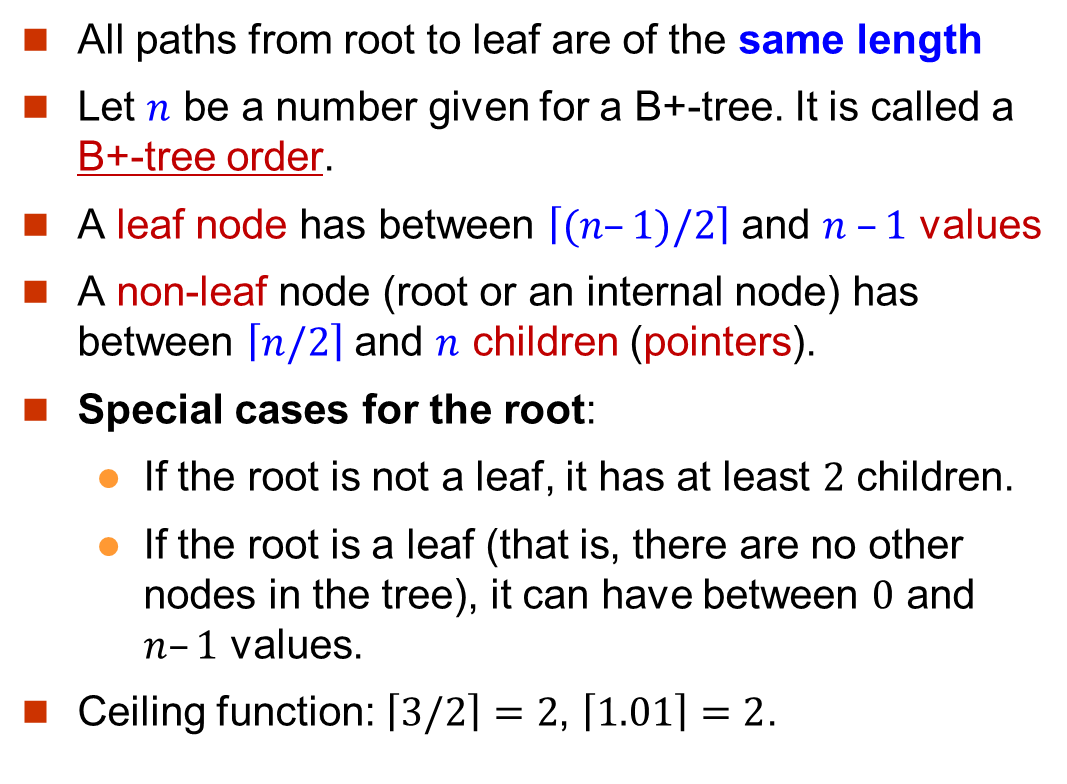 ■ All paths from root to leaf are of the same length
■ Let n be a number given for a B+-tree. It is called a
B+-tree order.
■ A leaf node has between ⌈(n– 1)/2⌉ and n – 1 values
■ A non-leaf node (root or an internal node) has
between ⌈n/2⌉ and n children (pointers).
■ Special cases for the root:
● If the root is not a leaf, it has at least 2 children.
● If the root is a leaf (that is, there are no other
nodes in the tree), it can have between 0 and
n– 1 values.
■ Ceiling function: ⌈3/2⌉ = 2, ⌈1.01⌉ = 2.